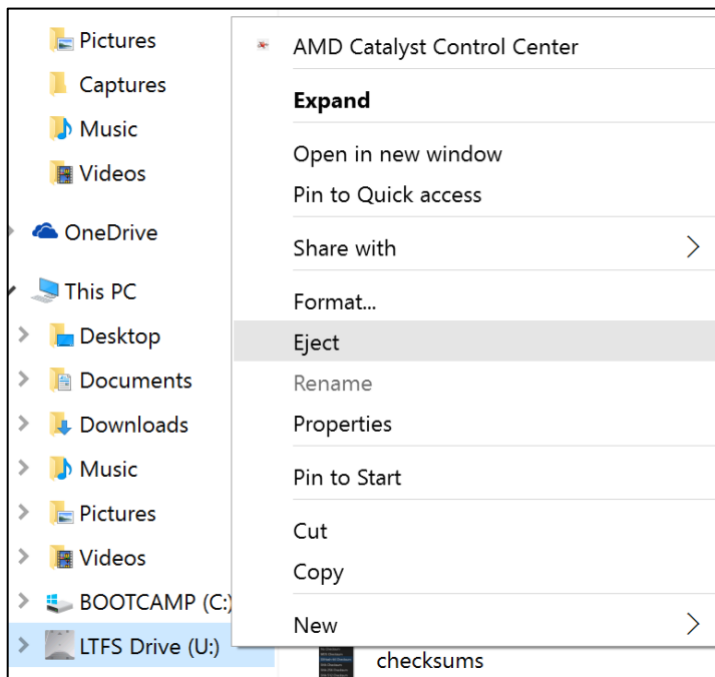 Pictures
Captures
Music
Videos
OneDrive
This PC
Desktop
Documents
Downloads
Music
Pictures
Videos
BOOTCAMP (C:)
LTFS Drive (U:)
AMD Catalyst Control Center
Expand
Open in new window
Pin to Quick access
Share with
Format...
Eject
Rename
Properties
Pin to Start
Cut
Copy
New
checksums